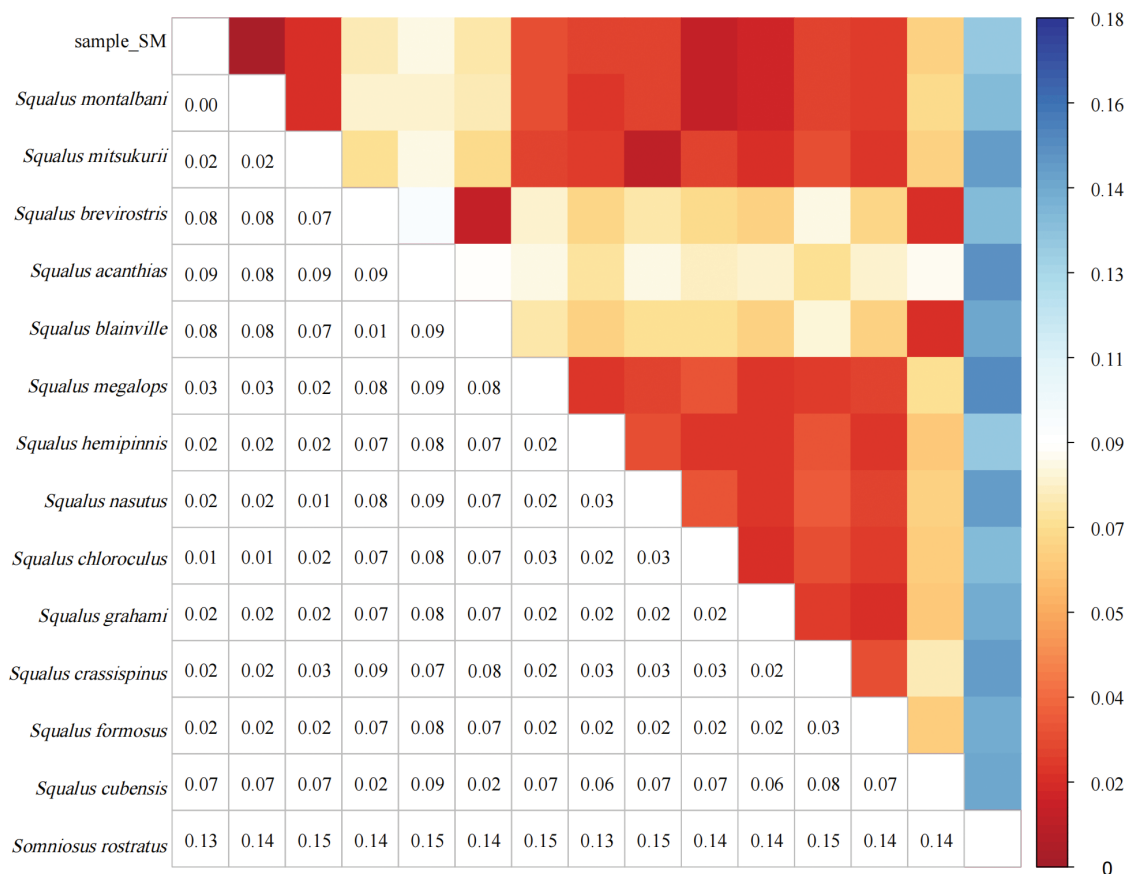 sample_SM
Squalus montalbani 0.00
Squalus mitsukurii 0.02 0.02
Squalus brevirostris 0.08 0.08 0.07
Squalus acanthias 0.09 0.08 0.09 0.09
Squalus blainville 0.08 0.08 0.07 0.01 0.09
Squalus megalops 0.03 0.03 0.02 0.08 0.09 0.08
Squalus hemipinnis 0.02 0.02 0.02 0.07 0.08 0.07 0.02
Squalus nasutus 0.02 0.02 0.01 0.08 0.09 0.07 0.02 0.03
Squalus chloroculus 0.01 0.01 0.02 0.07 0.08 0.07 0.03 0.02 0.03
Squalus grahami 0.02 0.02 0.02 0.07 0.08 0.07 0.02 0.02 0.02 0.02
Squalus crassispinus 0.02 0.02 0.03 0.09 0.07 0.08 0.02 0.03 0.03 0.03 0.02
Squalus formosus 0.02 0.02 0.02 0.07 0.08 0.07 0.02 0.02 0.02 0.02 0.02 0.03
Squalus cubensis 0.07 0.07 0.07 0.02 0.09 0.02 0.07 0.06 0.07 0.07 0.06 0.08 0.07
Somniosus rostratus 0.13 0.14 0.15 0.14 0.15 0.14 0.15 0.13 0.15 0.14 0.14 0.15 0.14 0.14
0.18
0.16
0.14
0.13
0.11
0.09
0.07
0.05
0.04
0.02
0